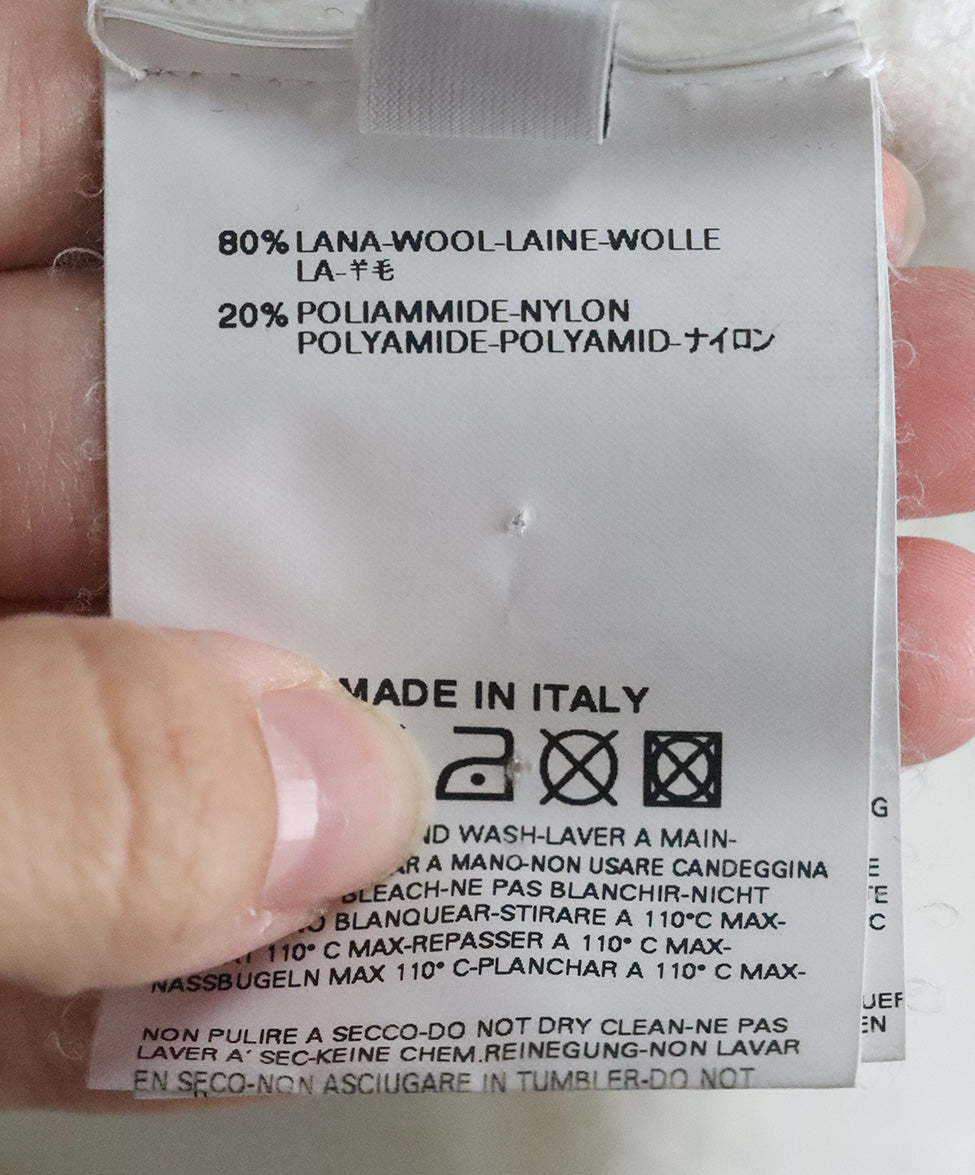 80% LANA-WOOL-LAINE-WOLLE
LA-羊毛
20% POLIAMMIDE-NYLON
POLYAMIDE-POLYAMID-ナイロン
MADE IN ITALY
WASH-LAVER A MAIN-
A MANO-NON USARE CANDEGGINA
BLEACH-NE PAS BLANCHIR-NICHT
BLANQUEAR-STIRARE A 110°C MAX-
110° C MAX-REPASSER A 110° C MAX-
NASSBUGELN MAX 110° C-PLANCHAR A 110° C MAX-
NON PULIRE A SECCO-DO NOT DRY CLEAN-NE PAS
LAVER A' SEC-KEINE CHEM.REINEGUNG-NON LAVAR
EN SECO-NON ASCIUGARE IN TUMBLER-DO NOT